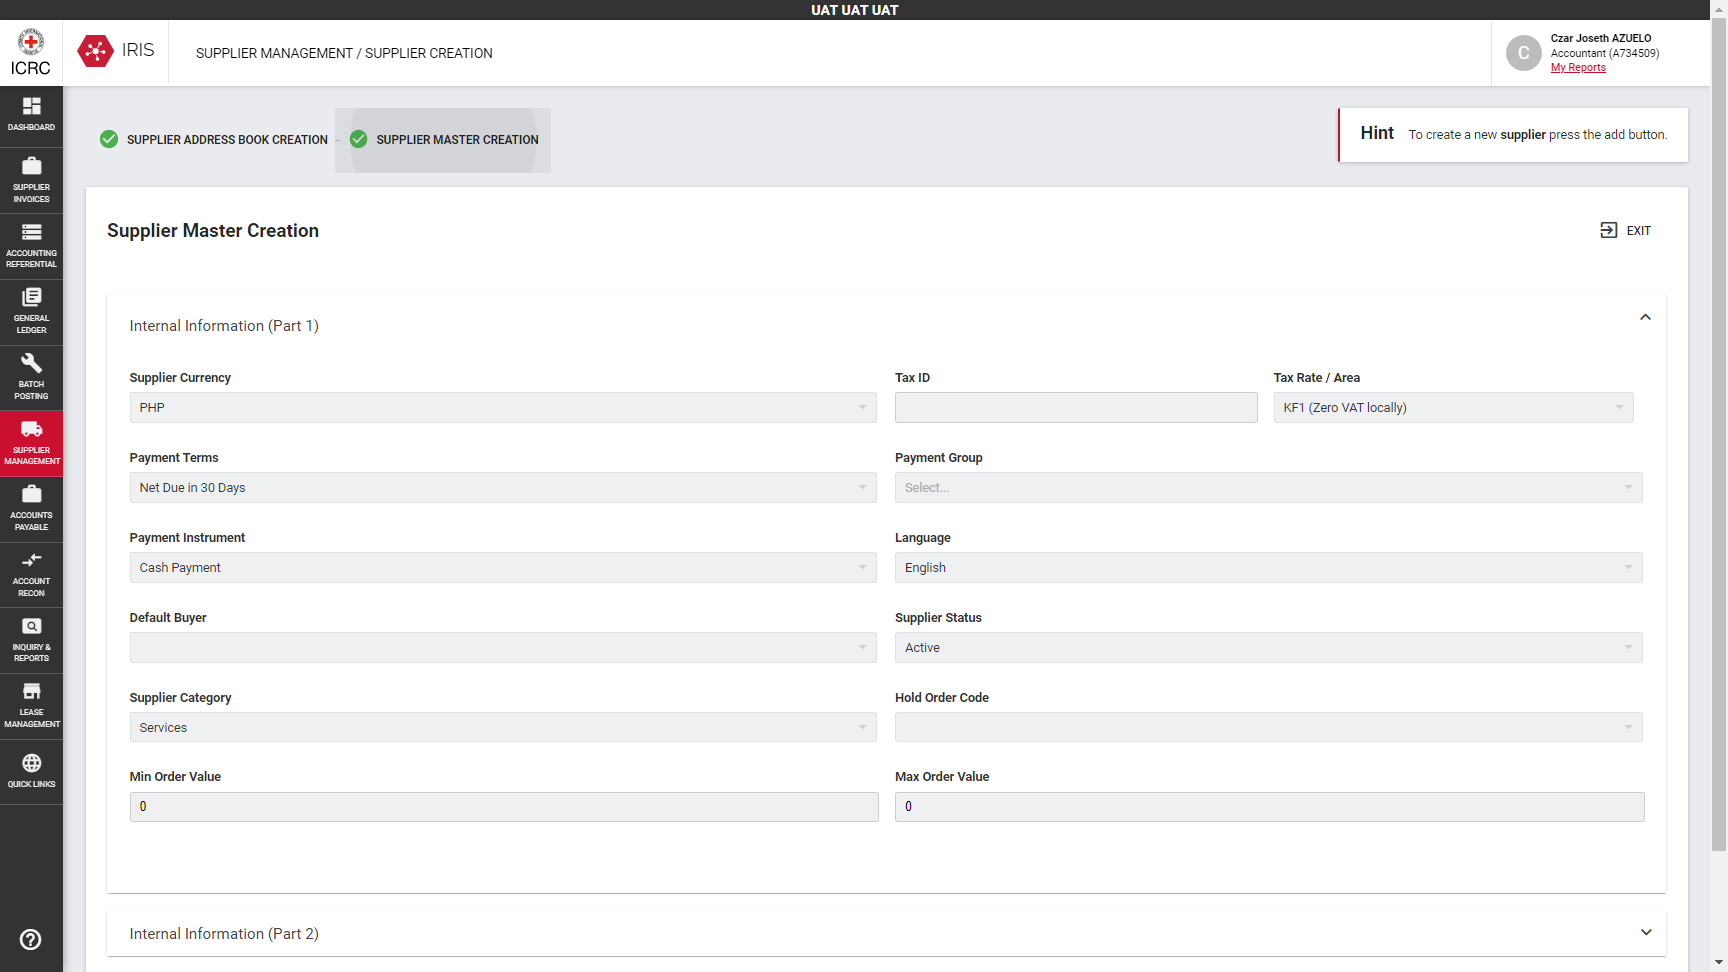 UAT UAT UAT
ICRC
IRIS
SUPPLIER MANAGEMENT / SUPPLIER CREATION
C
Czar Joseth AZUELO
Accountant (A734509)
My Reports
DASHBOARD
SUPPLIER
INVOICES
ACCOUNTING
REFERENTIAL
GENERAL
LEDGER
BATCH
POSTING
SUPPLIER
MANAGEMENT
ACCOUNTS
PAYABLE
ACCOUNT
RECON
INQUIRY &
REPORTS
LEASE
MANAGEMENT
QUICK LINKS
SUPPLIER ADDRESS BOOK CREATION
SUPPLIER MASTER CREATION
Hint To create a new supplier press the add button.
Supplier Master Creation
EXIT
Internal Information (Part 1)
Supplier Currency
PHP
Tax ID
Tax Rate / Area
KF1 (Zero VAT locally)
Payment Terms
Net Due in 30 Days
Payment Group
Select...
Payment Instrument
Cash Payment
Language
English
Default Buyer
Supplier Status
Active
Supplier Category
Services
Hold Order Code
Min Order Value
0
Max Order Value
0
Internal Information (Part 2)